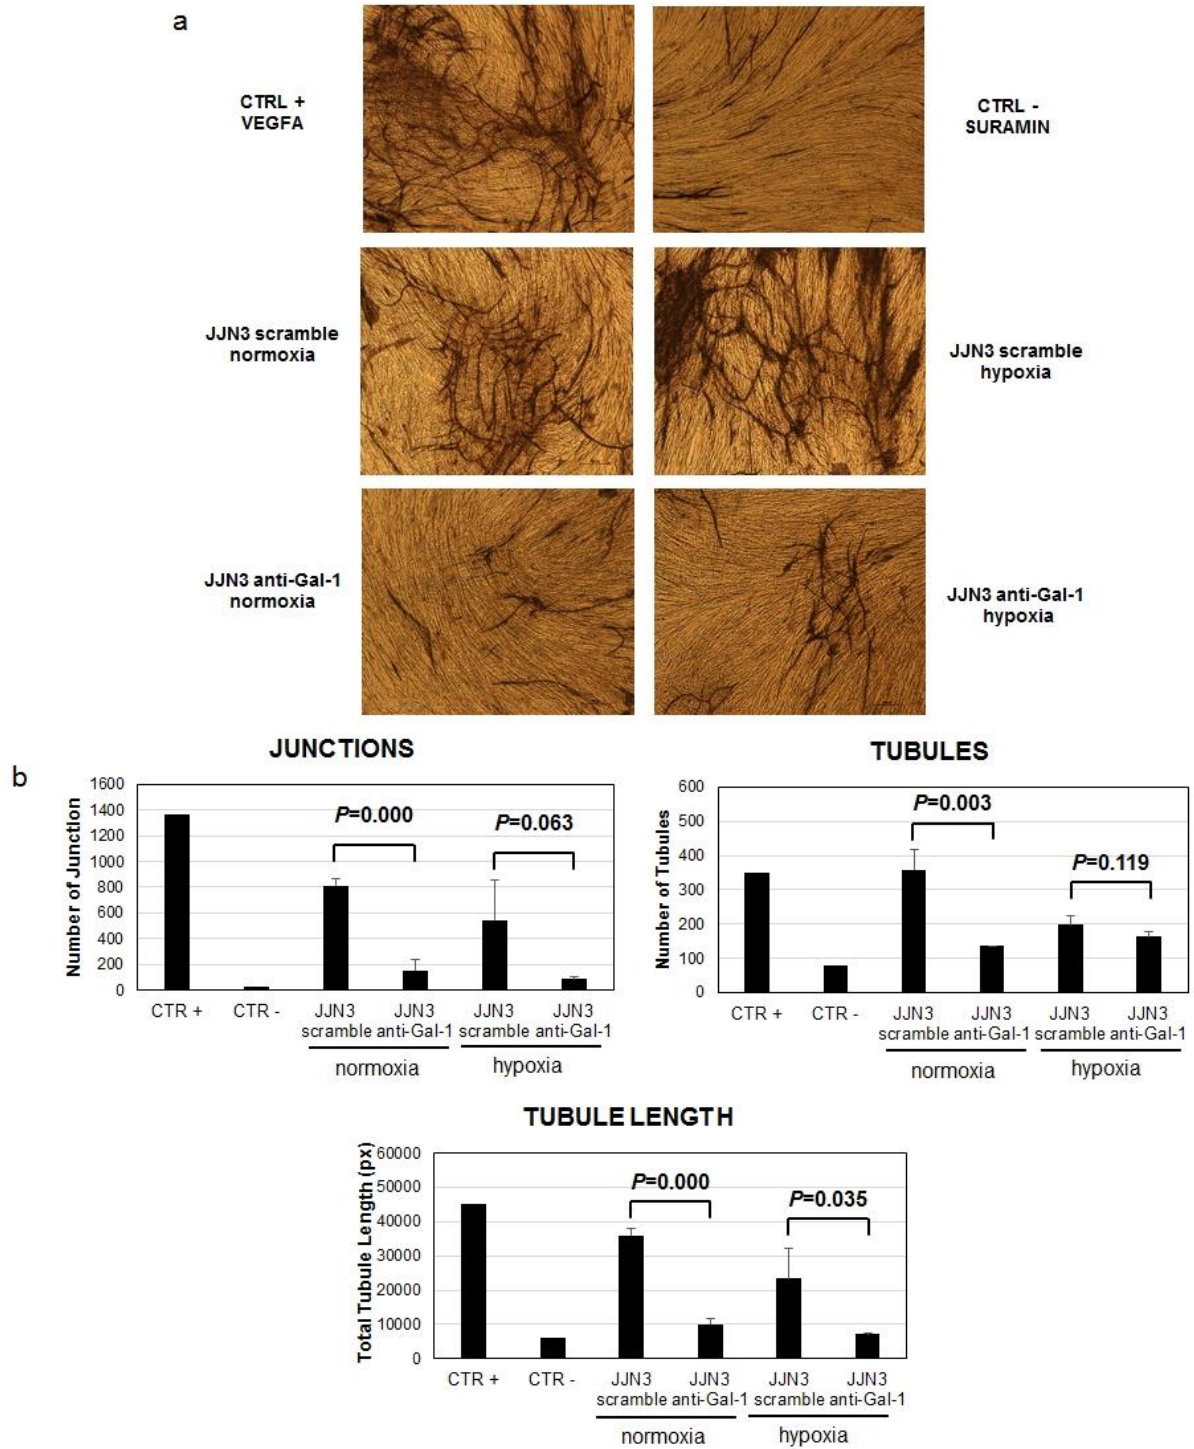 a
CTRL +
VEGFA
CTRL -
SURAMIN
JJN3 scramble
normoxia
JJN3 scramble
hypoxia
JJN3 anti-Gal-1
normoxia
JJN3 anti-Gal-1
hypoxia
b
JUNCTIONS
Number of Junction
1600
1400
1200
1000
800
600
400
200
0
P=0.000
P=0.063
CTR +
CTR -
JJN3 scramble
JJN3 anti-Gal-1
JJN3 scramble
JJN3 anti-Gal-1
normoxia
hypoxia
TUBULES
Number of Tubules
600
500
400
300
200
100
0
P=0.003
P=0.119
CTR +
CTR -
JJN3 scramble
JJN3 anti-Gal-1
JJN3 scramble
JJN3 anti-Gal-1
normoxia
hypoxia
TUBULE LENGTH
Total Tubule Length (px)
60000
50000
40000
30000
20000
10000
0
P=0.000
P=0.035
CTR +
CTR -
JJN3 scramble
JJN3 anti-Gal-1
JJN3 scramble
JJN3 anti-Gal-1
normoxia
hypoxia